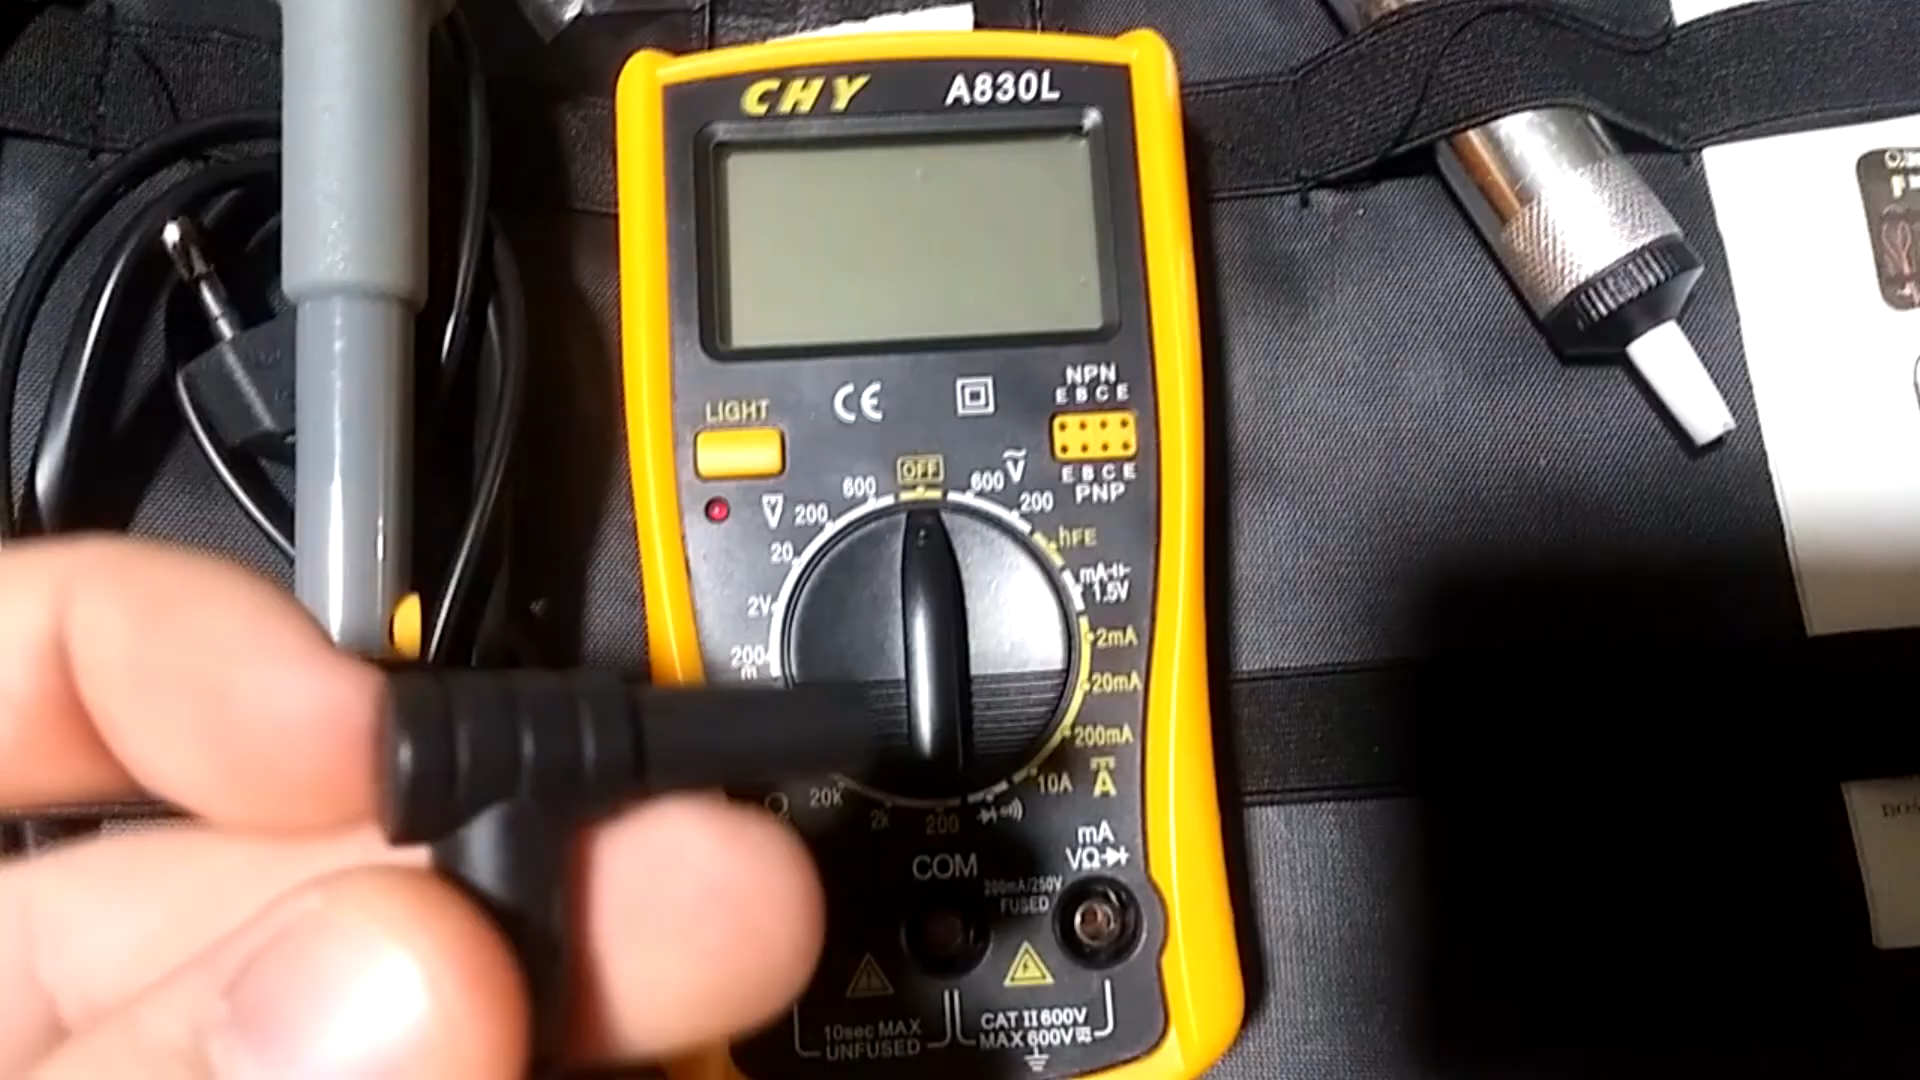 CHY A830L
LIGHT
CE
NPN
E B C E
E B C E
PNP
OFF
600
200
20
2V
200
m
600
V
200
hFE
mA
1.5V
2mA
20mA
200mA
10A
A
Ω
20k
2k
200
COM
mA
VΩ
200mA/250V
FUSED
10sec MAX
UNFUSED
CAT II 600V
MAX 600V